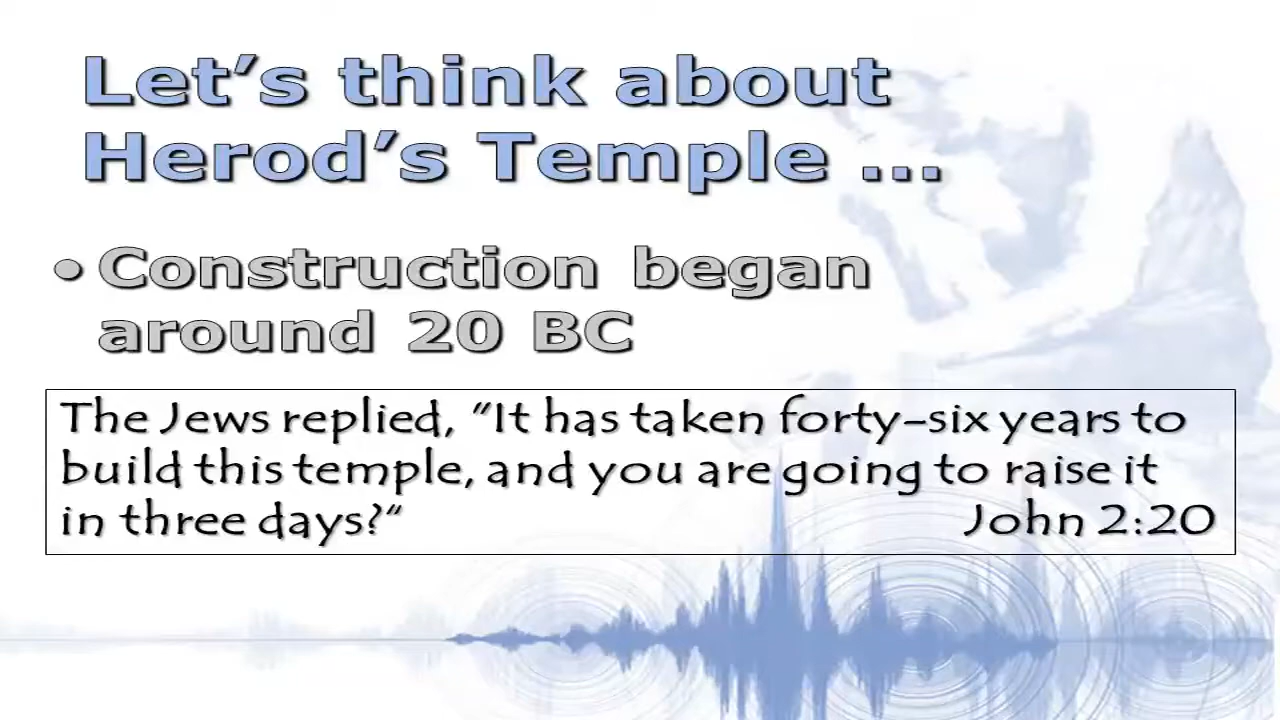 Let’s think about
Herod’s Temple ...
• Construction began
around 20 BC
The Jews replied, “It has taken forty-six years to
build this temple, and you are going to raise it
in three days?“ John 2:20